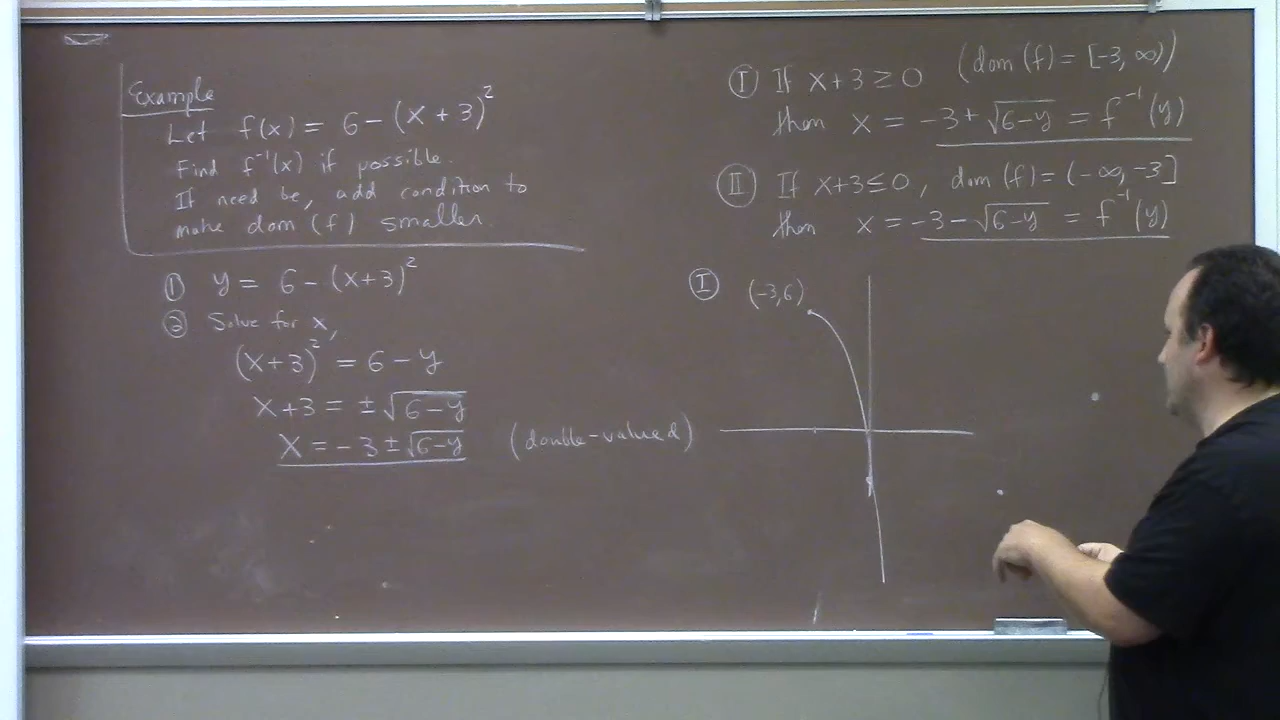 Example
Let f(x) = 6 - (x + 3)²
Find f⁻¹(x) if possible.
If need be, add condition to
make dom (f) smaller.
① y = 6 - (x+3)²
② Solve for x,
(x+3)² = 6 - y
x+3 = ± √(6-y)
x = -3 ± √(6-y) (double-valued)
Ⓘ If x+3 ≥ 0 (dom (f) = [-3, ∞))
then x = -3 + √(6-y) = f⁻¹(y)
Ⅱ If x+3 ≤ 0, dom (f) = (-∞, -3]
then x = -3 - √(6-y) = f⁻¹(y)
Ⓘ (-3,6)